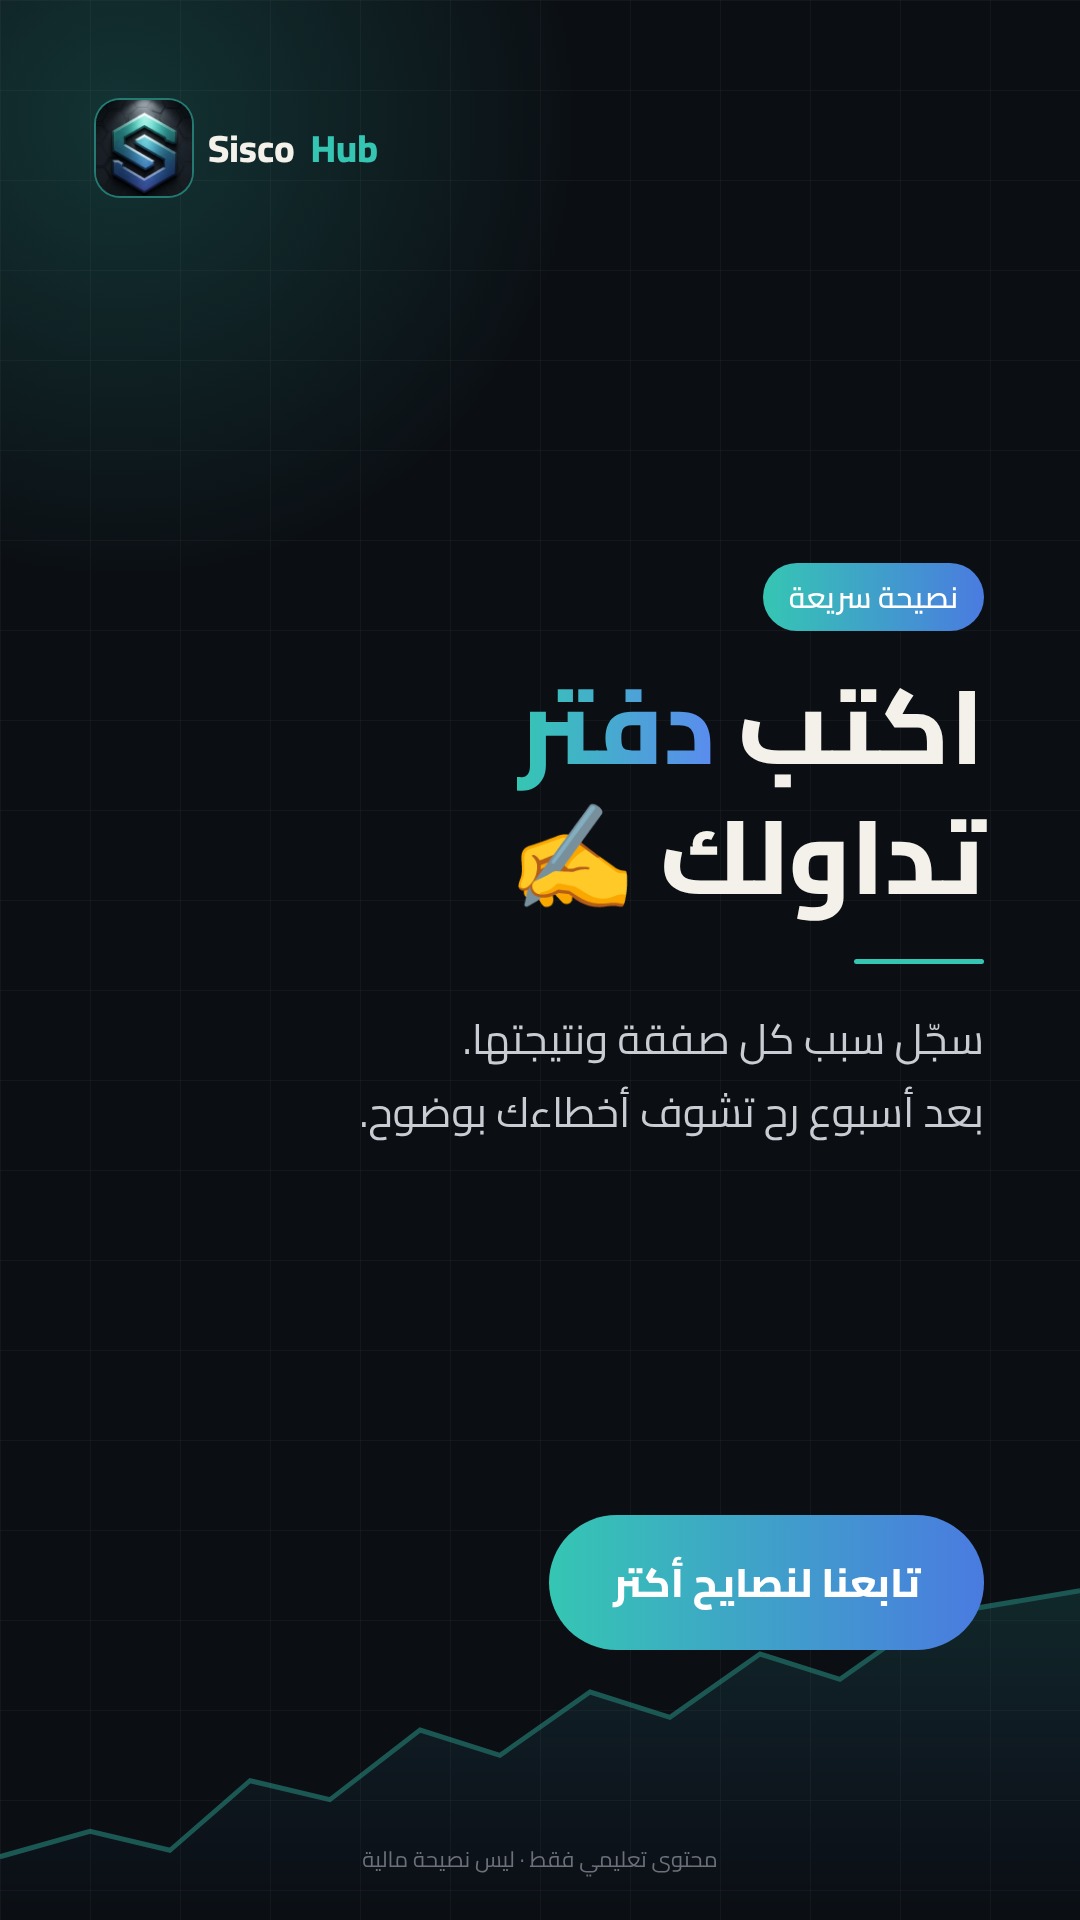 Sisco Hub
نصيحة سريعة
اكتب دفتر
تداولك ✍️
سجّل سبب كل صفقة ونتيجتها.
بعد أسبوع رح تشوف أخطاءك بوضوح.
تابعنا لنصايح أكتر
محتوى تعليمي فقط · ليس نصيحة مالية